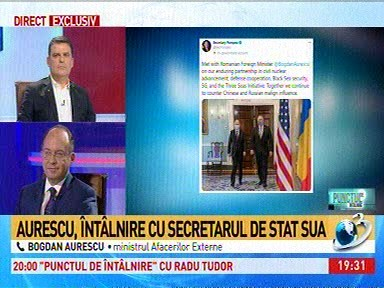 DIRECT EXCLUSIV
Secretary Pompeo
Met with Romanian Foreign Minister @BogdanAurescu
on our enduring partnership in civil nuclear
advancement, defense cooperation, Black Sea security,
5G, and the Three Seas Initiative. Together we continue
to counter Chinese and Russian malign influence.
PUNCTUL
AURESCU, ÎNTÂLNIRE CU SECRETARUL DE STAT SUA
BOGDAN AURESCU - ministrul Afacerilor Externe
20:00 "PUNCTUL DE ÎNTÂLNIRE" CU RADU TUDOR
19:31